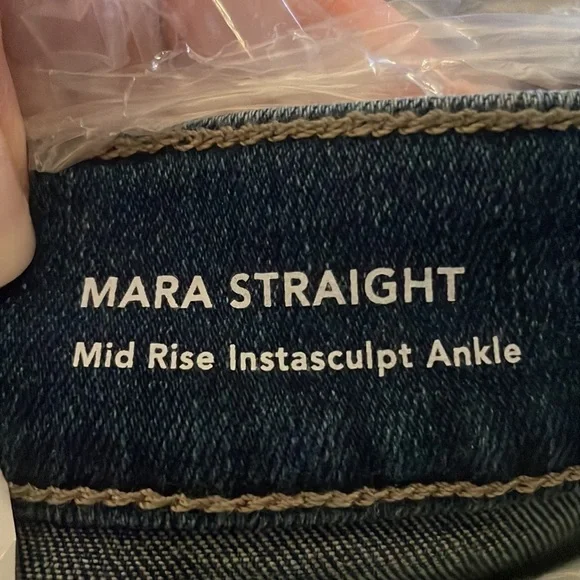 MARA STRAIGHT
Mid Rise Instasculpt Ankle